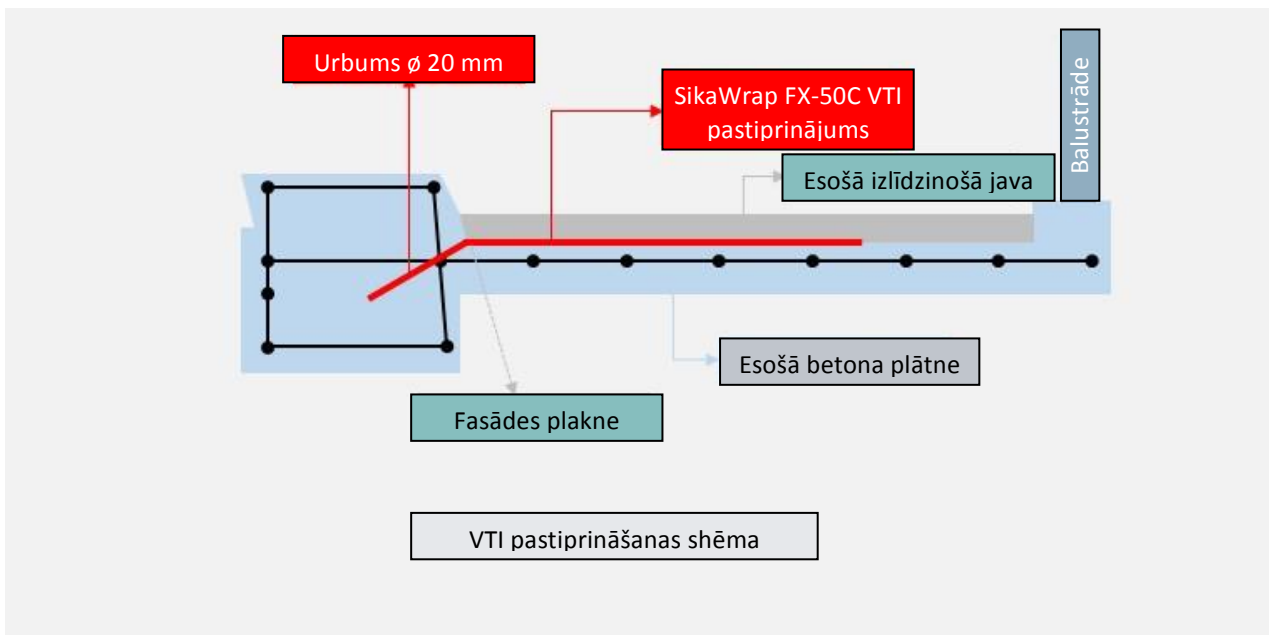 Urbums ø 20 mm
SikaWrap FX-50C VTI
pastiprinājums
Balustrāde
Esošā izlīdzinošā java
Esošā betona plātne
Fasādes plakne
VTI pastiprināšanas shēma